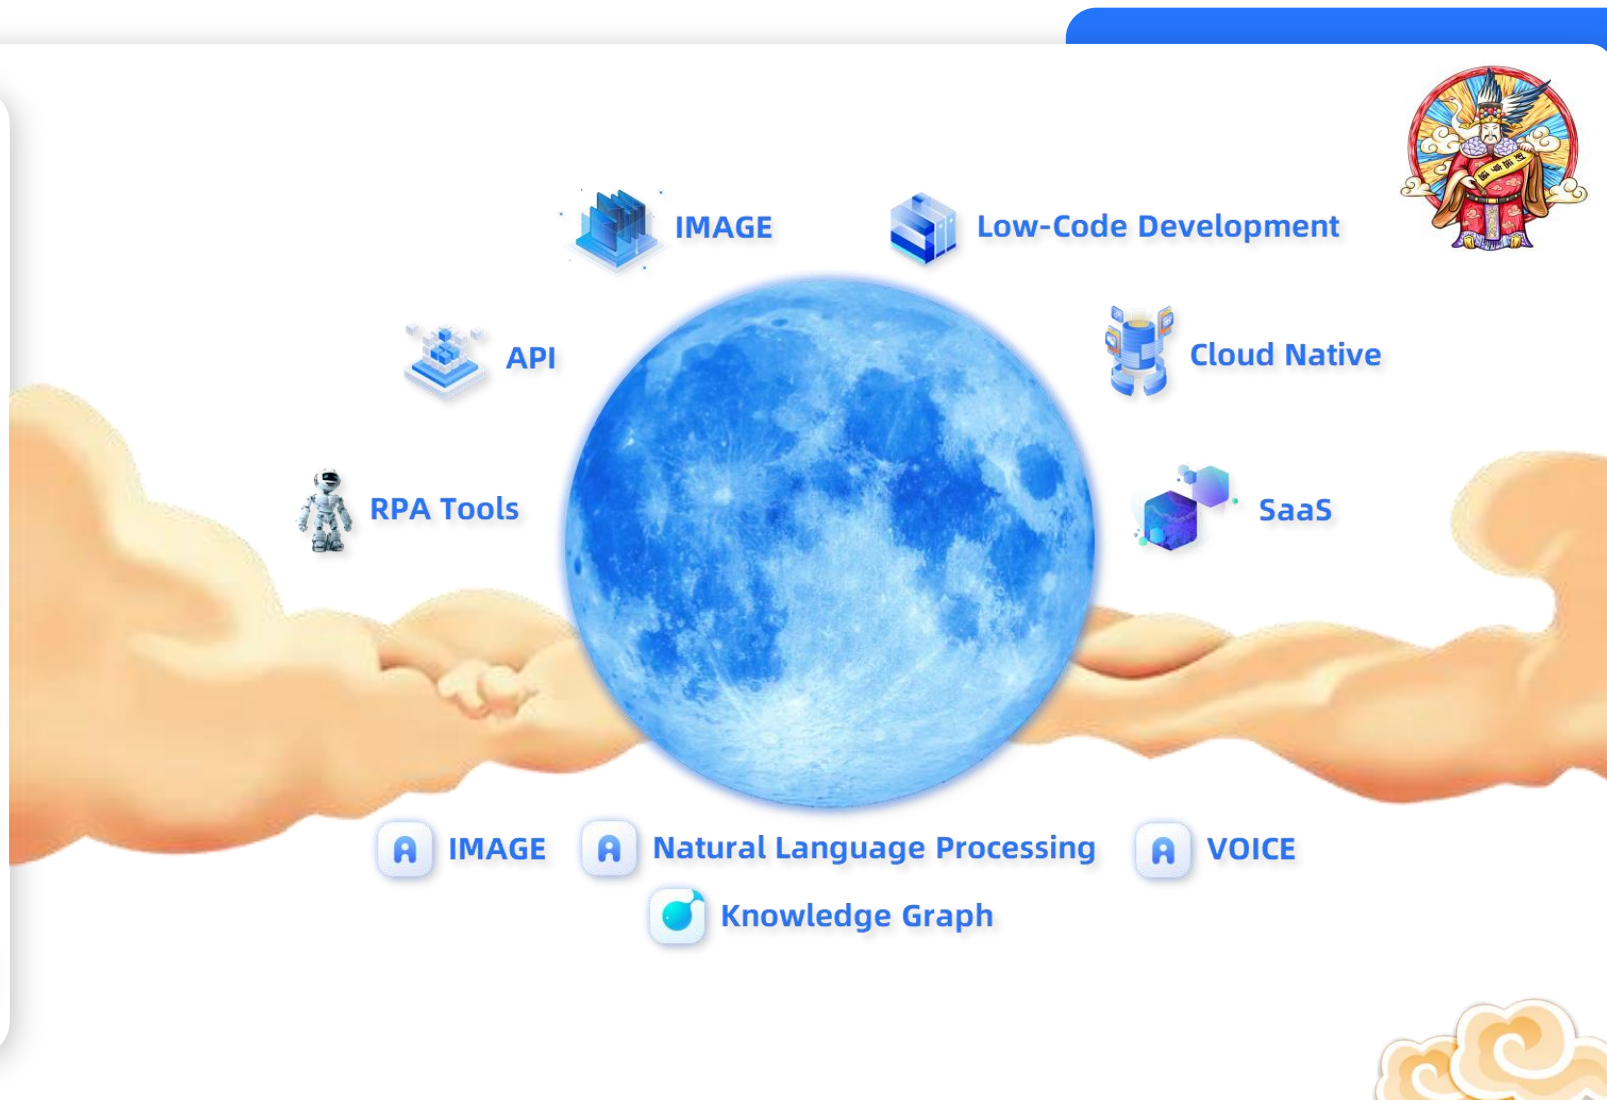 IMAGE
Low-Code Development
API
Cloud Native
RPA Tools
SaaS
IMAGE
Natural Language Processing
VOICE
Knowledge Graph